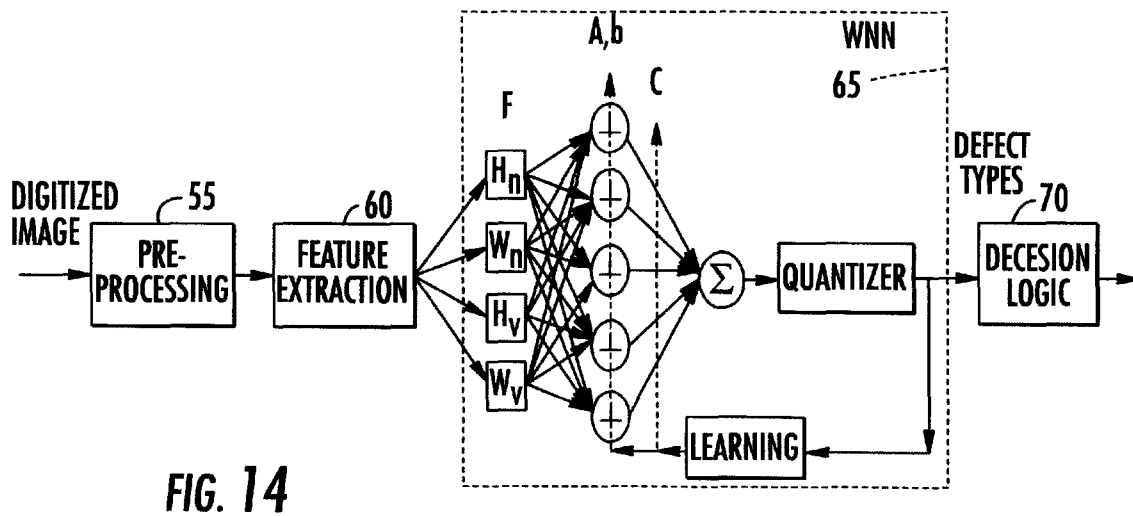 A,b
WNN
65
C
F
DEFECT
TYPES
DIGITIZED
IMAGE
55
60
70
PRE-
PROCESSING
FEATURE
EXTRACTION
Hn
Wn
Hv
Wv
+
+
+
+
+
Σ
QUANTIZER
DECESION
LOGIC
LEARNING
FIG. 14